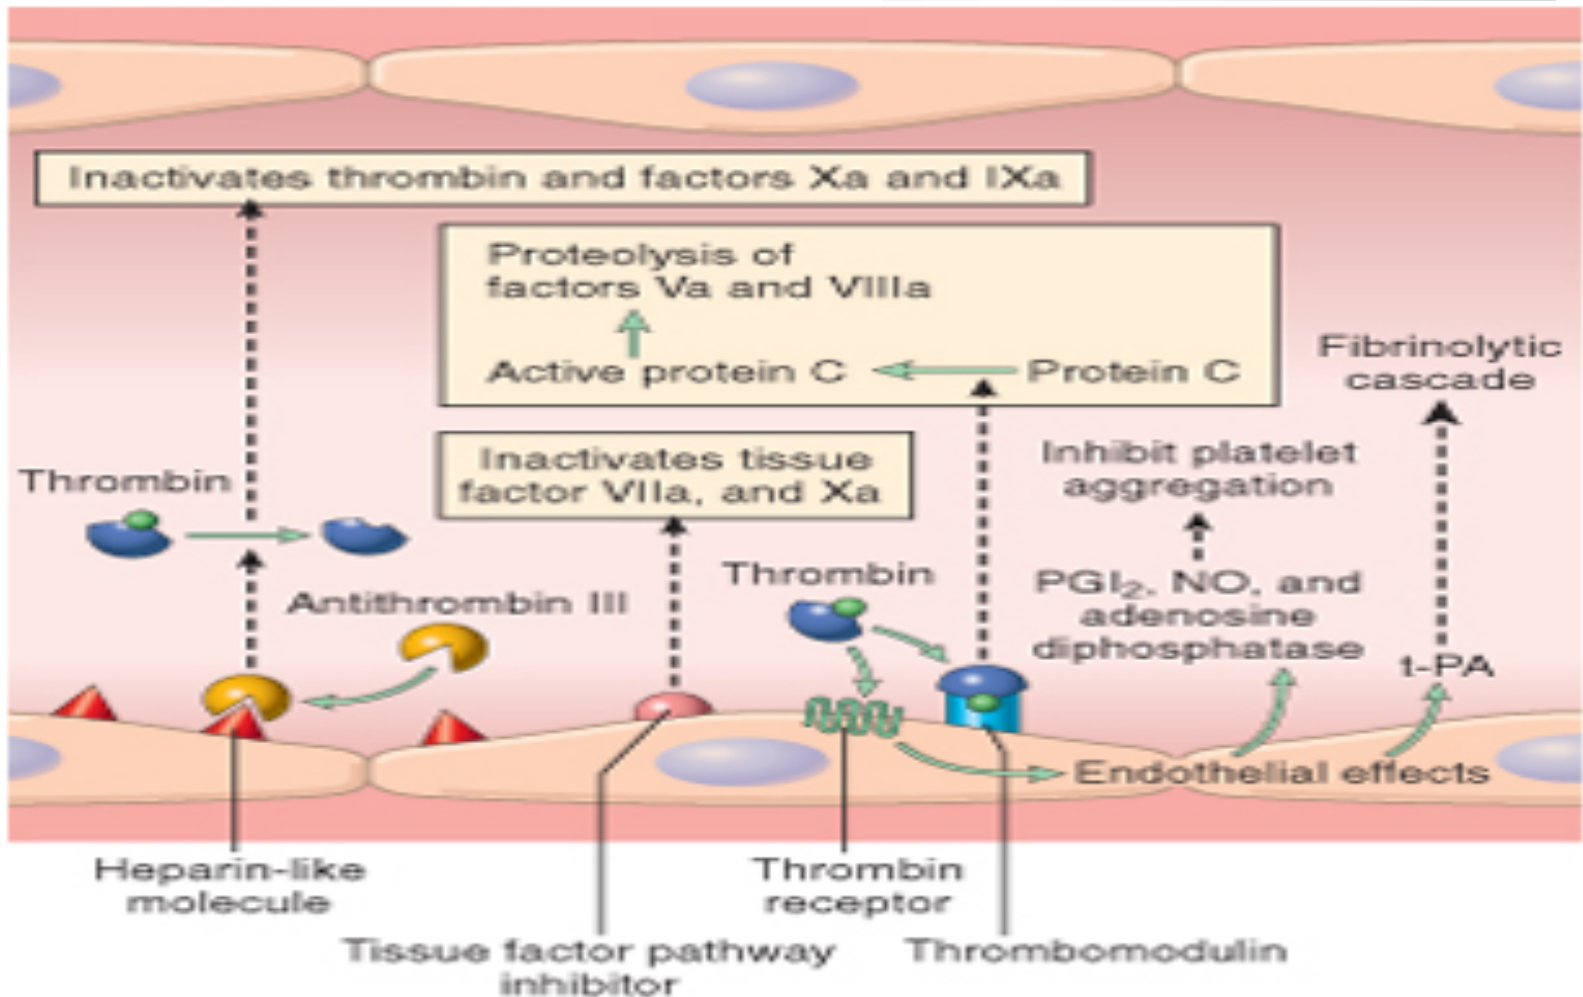 Inactivates thrombin and factors Xa and IXa
Proteolysis of
factors Va and VIIIa
Active protein C
Protein C
Fibrinolytic
cascade
Inactivates tissue
factor VIIa, and Xa
Inhibit platelet
aggregation
Thrombin
Antithrombin III
Thrombin
PGI₂, NO, and
adenosine
diphosphatase
t-PA
Endothelial effects
Heparin-like
molecule
Thrombin
receptor
Tissue factor pathway
inhibitor
Thrombomodulin